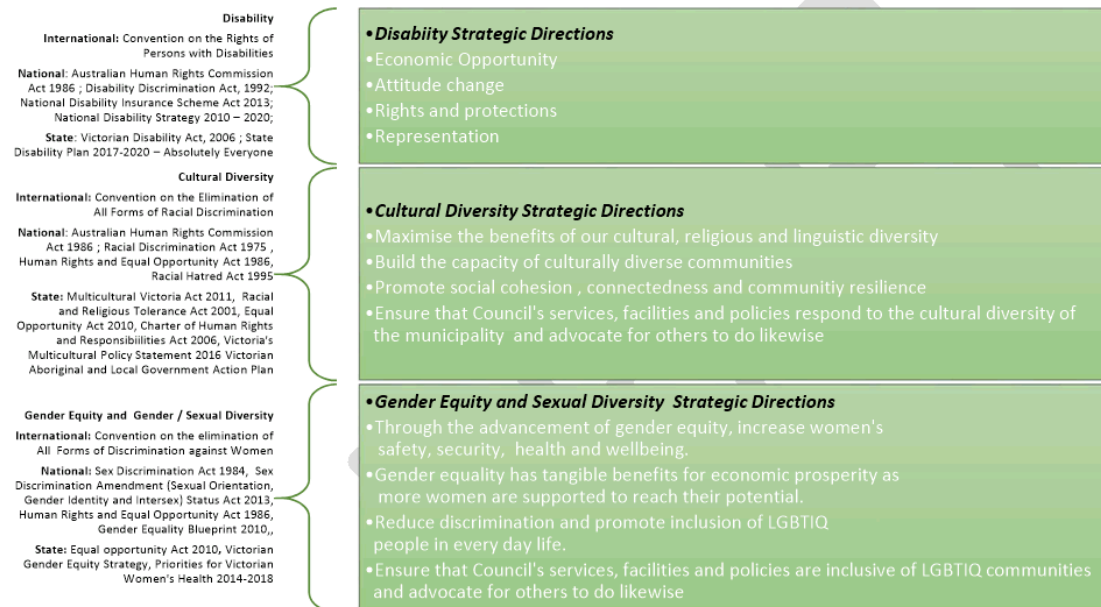 Disability
International: Convention on the Rights of
Persons with Disabilities
National: Australian Human Rights Commission
Act 1986 ; Disability Discrimination Act, 1992;
National Disability Insurance Scheme Act 2013;
National Disability Strategy 2010 – 2020;
State: Victorian Disability Act, 2006 ; State
Disability Plan 2017-2020 – Absolutely Everyone
•Disabiity Strategic Directions
•Economic Opportunity
•Attitude change
•Rights and protections
•Representation
Cultural Diversity
International: Convention on the Elimination of
All Forms of Racial Discrimination
National: Australian Human Rights Commission
Act 1986 ; Racial Discrimination Act 1975 ,
Human Rights and Equal Opportunity Act 1986,
Racial Hatred Act 1995
State: Multicultural Victoria Act 2011, Racial
and Religious Tolerance Act 2001, Equal
Opportunity Act 2010, Charter of Human Rights
and Responsibiilities Act 2006, Victoria's
Multicultural Policy Statement 2016 Victorian
Aboriginal and Local Government Action Plan
•Cultural Diversity Strategic Directions
•Maximise the benefits of our cultural, religious and linguistic diversity
•Build the capacity of culturally diverse communities
•Promote social cohesion , connectedness and communitiy resilience
•Ensure that Council's services, facilities and policies respond to the cultural diversity of
the municipality and advocate for others to do likewise
Gender Equity and Gender / Sexual Diversity
International: Convention on the elimination of
All Forms of Discrimination against Women
National: Sex Discrimination Act 1984, Sex
Discrimination Amendment (Sexual Orientation,
Gender Identity and Intersex) Status Act 2013,
Human Rights and Equal Opportunity Act 1986,
Gender Equality Blueprint 2010,,
State: Equal opportunity Act 2010, Victorian
Gender Equity Strategy, Priorities for Victorian
Women's Health 2014-2018
•Gender Equity and Sexual Diversity Strategic Directions
•Through the advancement of gender equity, increase women's
safety, security, health and wellbeing.
•Gender equality has tangible benefits for economic prosperity as
more women are supported to reach their potential.
•Reduce discrimination and promote inclusion of LGBTIQ
people in every day life.
•Ensure that Council's services, facilities and policies are inclusive of LGBTIQ communities
and advocate for others to do likewise